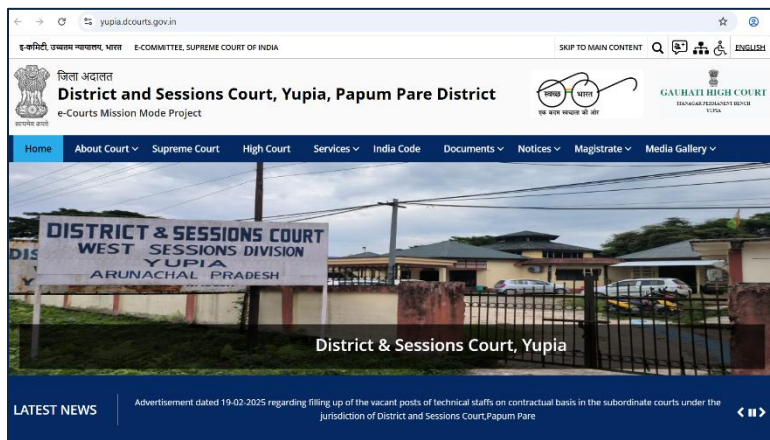 yupia.dcourts.gov.in
इ-कमिटी, उच्चतम न्यायालय, भारत E-COMMITTEE, SUPREME COURT OF INDIA
SKIP TO MAIN CONTENT
ENGLISH
जिला अदालत
District and Sessions Court, Yupia, Papum Pare District
e-Courts Mission Mode Project
सत्यमेव जयते
स्वच्छ भारत
एक कदम स्वच्छता की ओर
GAUHATI HIGH COURT
ITANAGAR PERMANENT BENCH
YUPIA
Home About Court Supreme Court High Court Services India Code Documents Notices Magistrate Media Gallery
DISTRICT & SESSIONS COURT
WEST SESSIONS DIVISION
YUPIA
ARUNACHAL PRADESH
District & Sessions Court, Yupia
LATEST NEWS
Advertisement dated 19-02-2025 regarding filling up of the vacant posts of technical staffs on contractual basis in the subordinate courts under the
jurisdiction of District and Sessions Court,Papum Pare